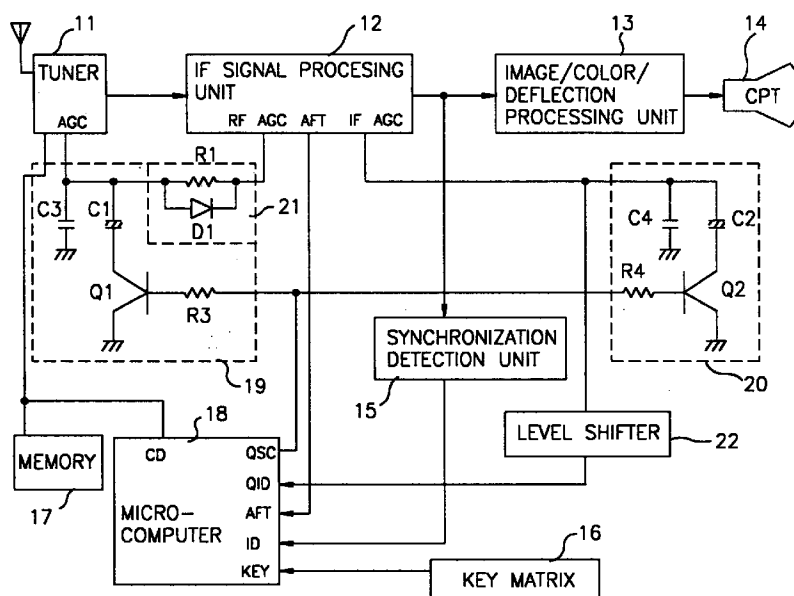 11
TUNER
AGC
12
IF SIGNAL PROCESING
UNIT
RF AGC AFT IF AGC
13
IMAGE/COLOR/
DEFLECTION
PROCESSING UNIT
14
CPT
R1
D1
21
C3
C1
Q1
R3
19
C4
C2
R4
Q2
20
SYNCHRONIZATION
DETECTION UNIT
15
LEVEL SHIFTER
22
MEMORY
17
18
CD
QSC
QID
MICRO-
COMPUTER
AFT
ID
KEY
16
KEY MATRIX